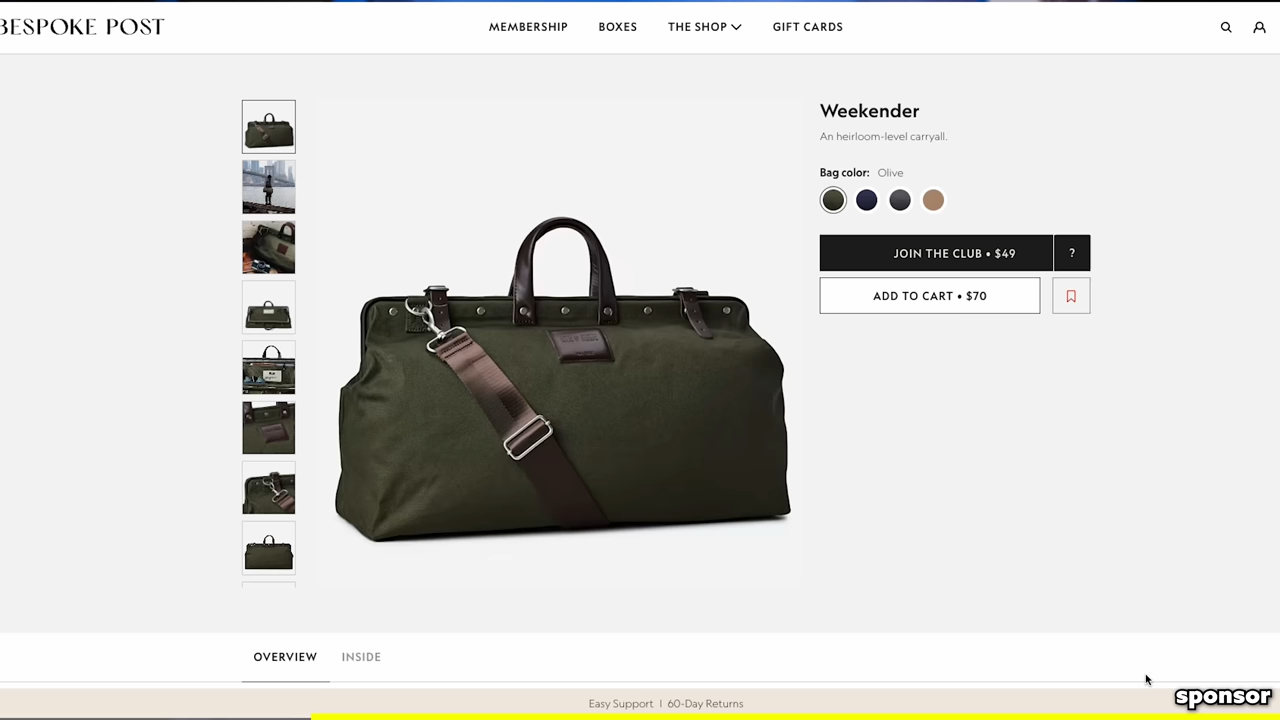 BESPOKE POST
MEMBERSHIP
BOXES
THE SHOP
GIFT CARDS
Weekender
An heirloom-level carryall.
Bag color: Olive
JOIN THE CLUB • $49
?
ADD TO CART • $70
OVERVIEW
INSIDE
Easy Support | 60-Day Returns
sponsor